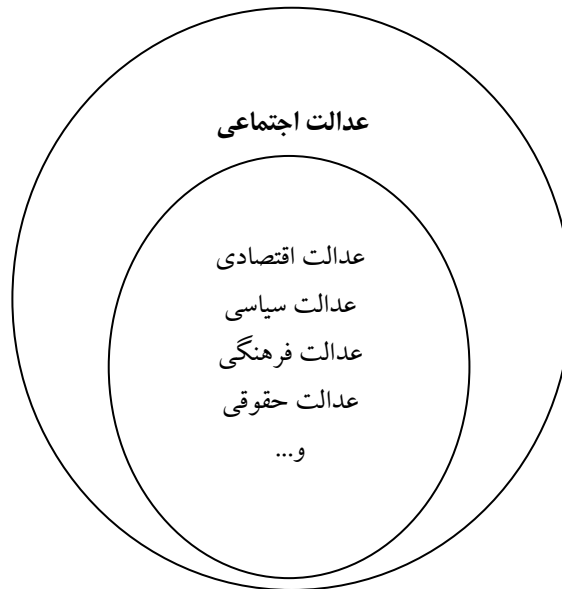 عدالت اجتماعی
عدالت اقتصادی
عدالت سیاسی
عدالت فرهنگی
عدالت حقوقی
و...